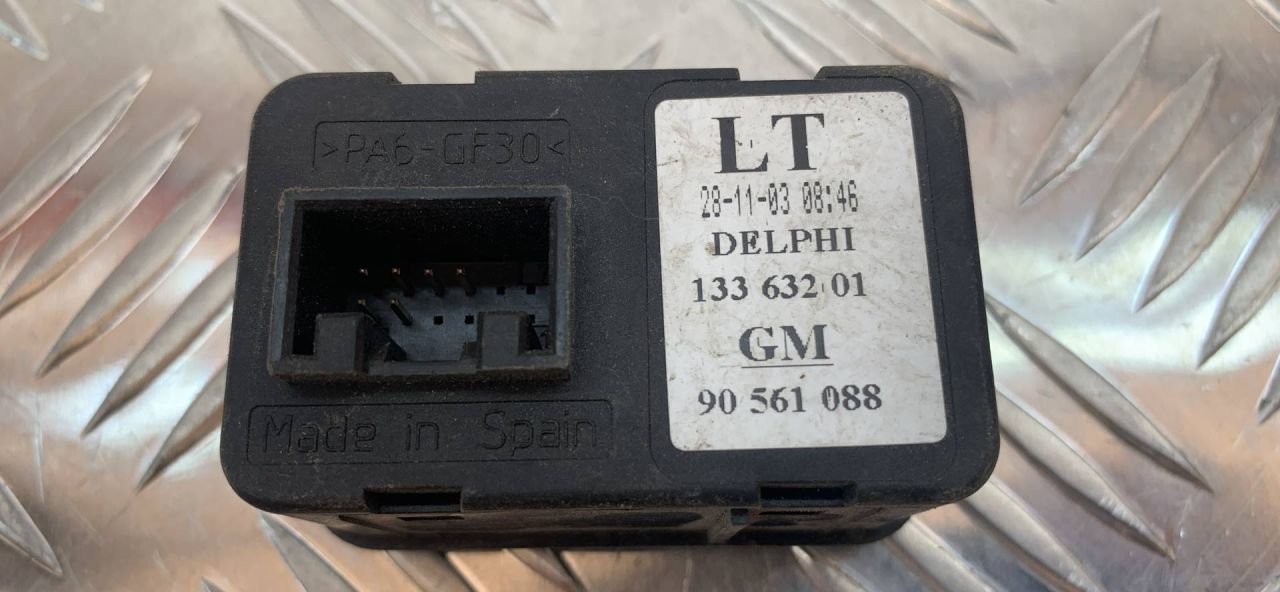 >PA6-GF30<
LT
28-11-03 08:46
DELPHI
133 632 01
GM
90 561 088
Made in Spain